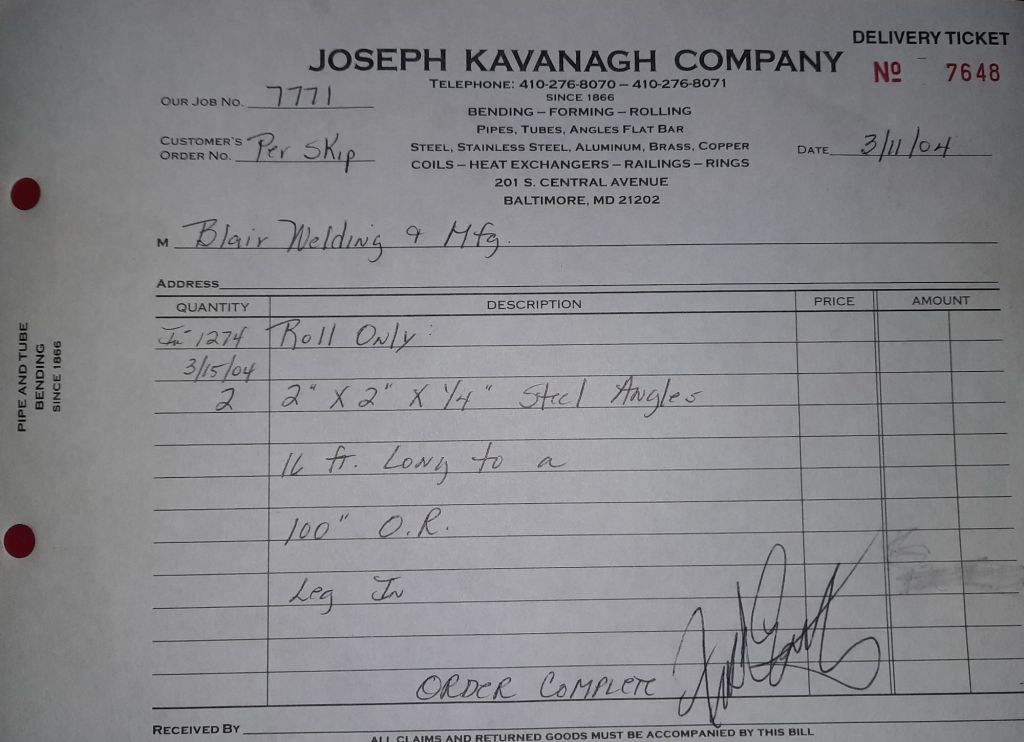 DELIVERY TICKET
JOSEPH KAVANAGH COMPANY
Nº 7648
TELEPHONE: 410-276-8070 – 410-276-8071
SINCE 1866
OUR JOB NO. 7771
BENDING – FORMING – ROLLING
PIPES, TUBES, ANGLES FLAT BAR
CUSTOMER'S ORDER NO. Per Skip
STEEL, STAINLESS STEEL, ALUMINUM, BRASS, COPPER
DATE 3/11/04
COILS – HEAT EXCHANGERS – RAILINGS – RINGS
201 S. CENTRAL AVENUE
BALTIMORE, MD 21202
M Blair Welding & Mfg.
ADDRESS
QUANTITY DESCRIPTION PRICE AMOUNT
In- 1274 Roll Only:
3/15/04
2 2" X 2" X 1/4" Steel Angles
16 ft. Long to a
100" O.R.
Leg In
ORDER COMPLETE
RECEIVED BY
ALL CLAIMS AND RETURNED GOODS MUST BE ACCOMPANIED BY THIS BILL
PIPE AND TUBE
BENDING
SINCE 1866